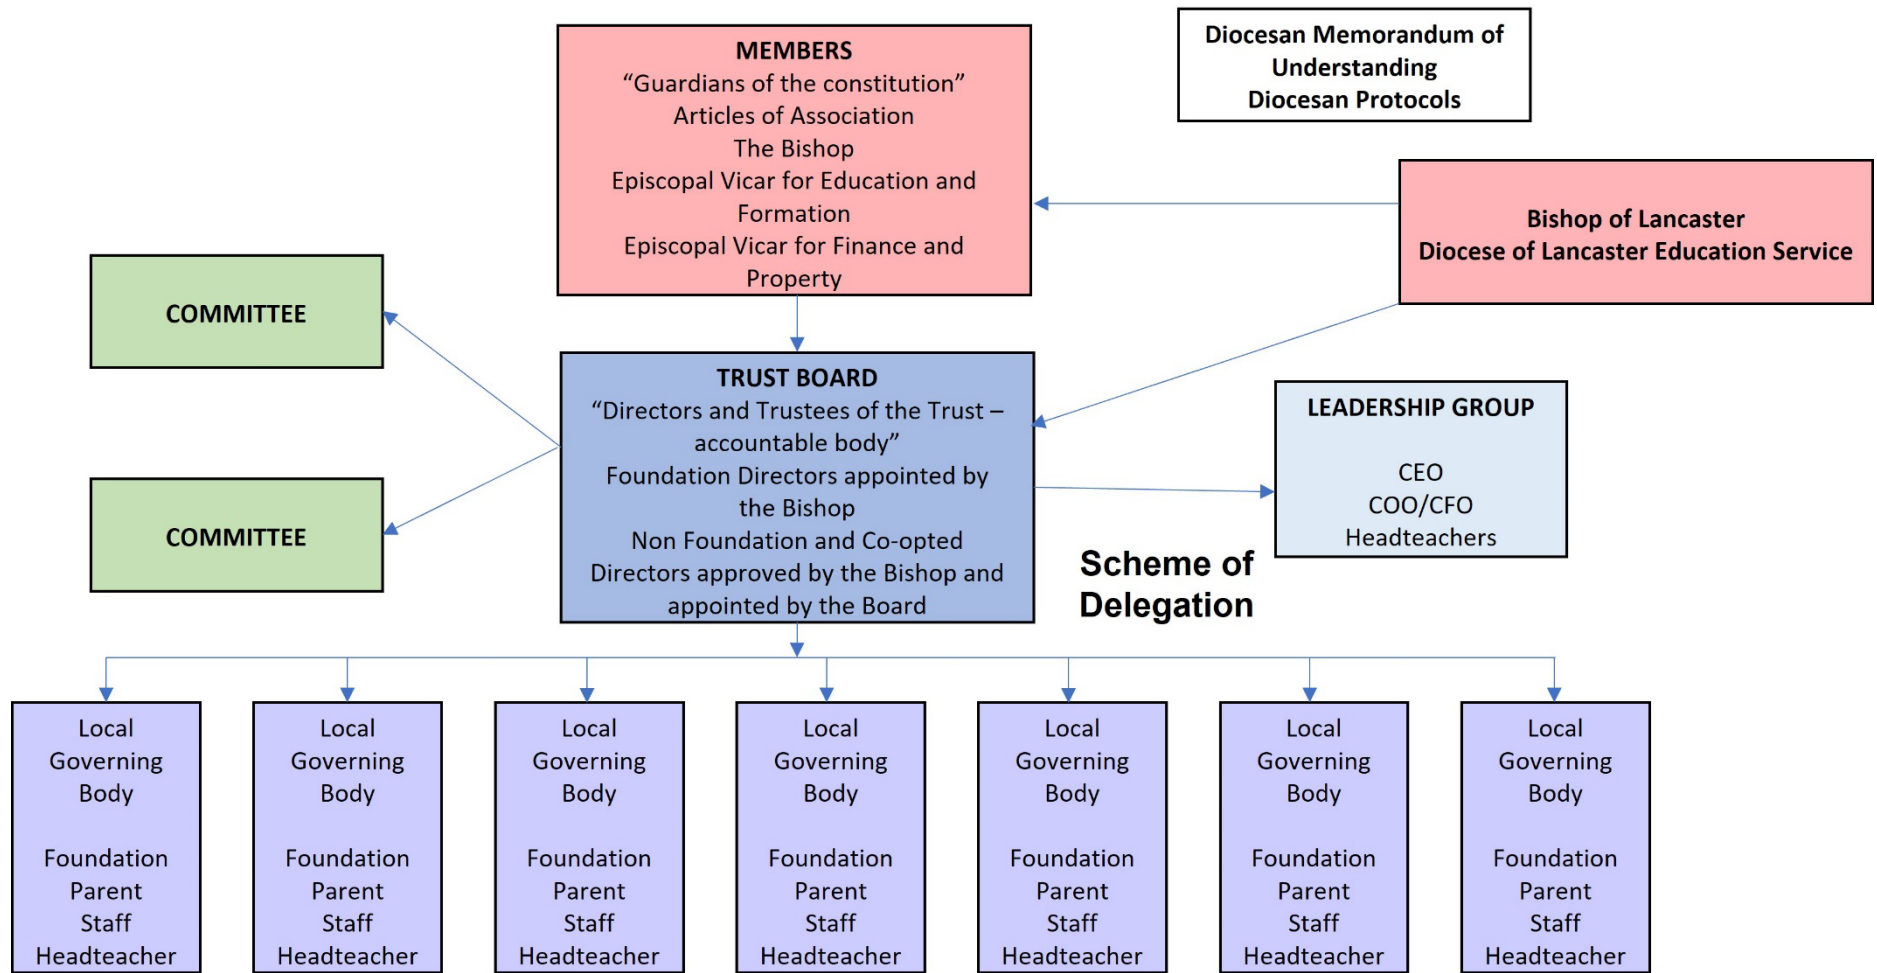 MEMBERS
“Guardians of the constitution”
Articles of Association
The Bishop
Episcopal Vicar for Education and
Formation
Episcopal Vicar for Finance and
Property
Diocesan Memorandum of
Understanding
Diocesan Protocols
Bishop of Lancaster
Diocese of Lancaster Education Service
COMMITTEE
COMMITTEE
TRUST BOARD
“Directors and Trustees of the Trust –
accountable body”
Foundation Directors appointed by
the Bishop
Non Foundation and Co-opted
Directors approved by the Bishop and
appointed by the Board
LEADERSHIP GROUP
CEO
COO/CFO
Headteachers
Scheme of
Delegation
Local
Governing
Body
Foundation
Parent
Staff
Headteacher
Local
Governing
Body
Foundation
Parent
Staff
Headteacher
Local
Governing
Body
Foundation
Parent
Staff
Headteacher
Local
Governing
Body
Foundation
Parent
Staff
Headteacher
Local
Governing
Body
Foundation
Parent
Staff
Headteacher
Local
Governing
Body
Foundation
Parent
Staff
Headteacher
Local
Governing
Body
Foundation
Parent
Staff
Headteacher